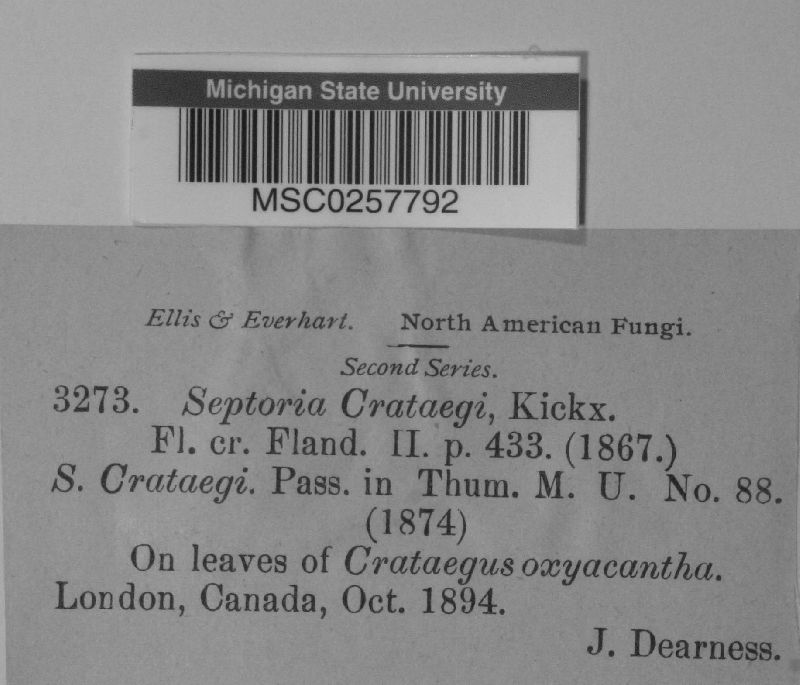 Michigan State University
MSC0257792
Ellis & Everhart. North American Fungi.
Second Series.
3273. Septoria Crataegi, Kickx.
Fl. cr. Fland. II. p. 433. (1867.)
S. Crataegi. Pass. in Thum. M. U. No. 88.
(1874)
On leaves of Crataegus oxyacantha.
London, Canada, Oct. 1894.
J. Dearness.